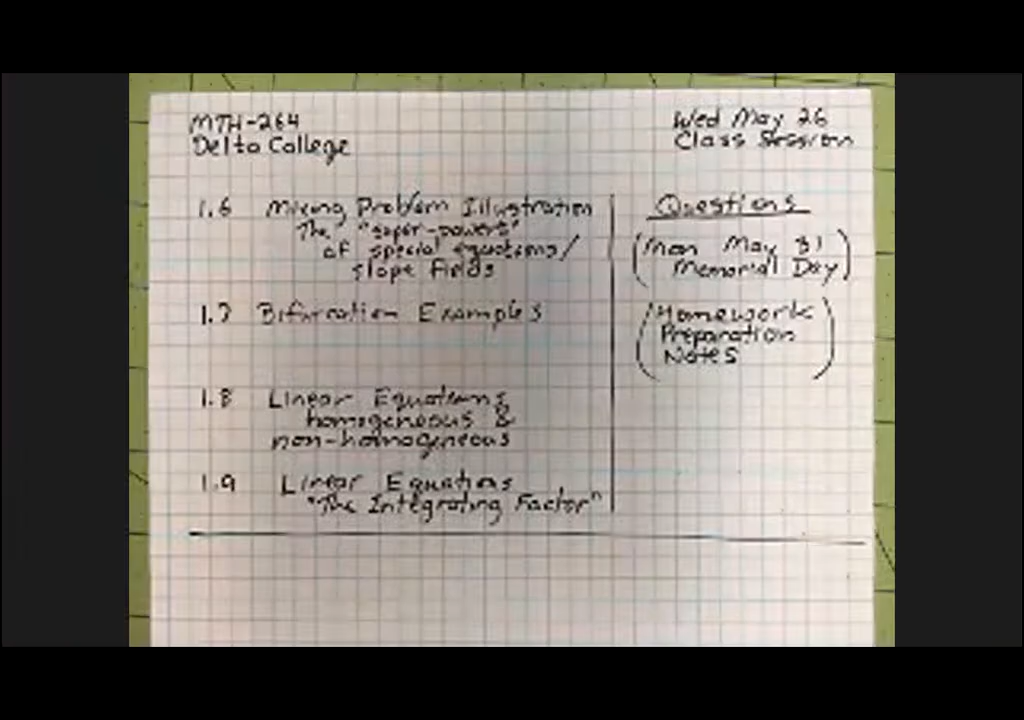 MTH-264
Delta College
Wed May 26
Class Session
1.6 Mixing Problem Illustration
The "super-powers"
of special equations/
slope fields
1.7 Bifurcation Examples
1.8 Linear Equations
homogeneous &
non-homogeneous
1.9 Linear Equations
"The Integrating Factor"
Questions
(Mon May 31
Memorial Day)
(Homework
Preparation
Notes)